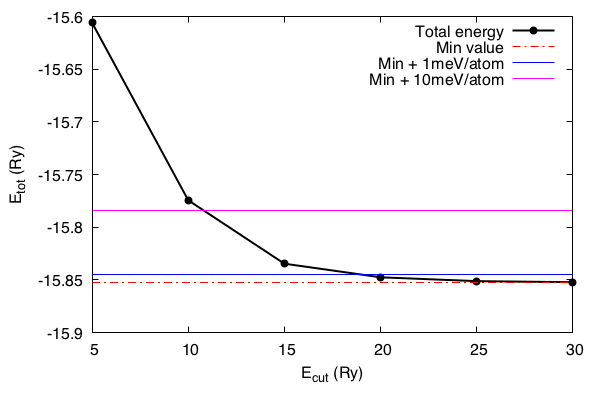 -15.6
-15.65
-15.7
-15.75
-15.8
-15.85
-15.9
E_tot (Ry)
Total energy
Min value
Min + 1meV/atom
Min + 10meV/atom
5 10 15 20 25 30
E_cut (Ry)